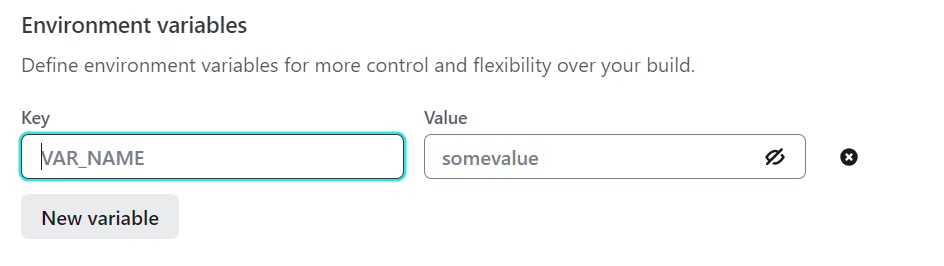 Environment variables
Define environment variables for more control and flexibility over your build.
Key Value
VAR_NAME somevalue
New variable